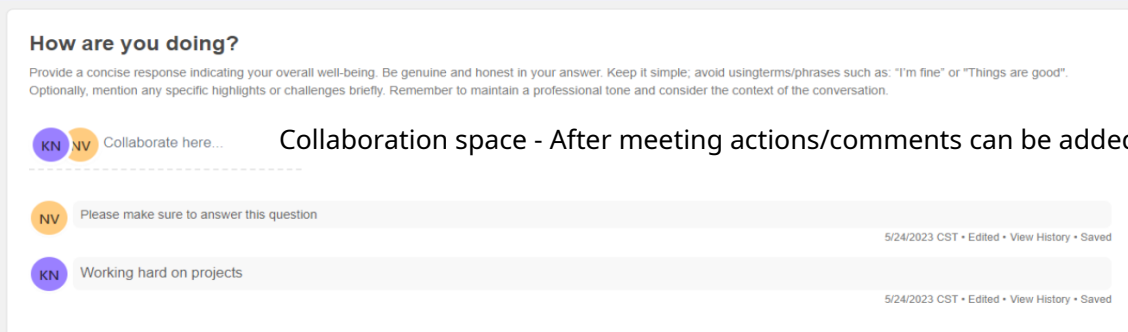 How are you doing?
Provide a concise response indicating your overall well-being. Be genuine and honest in your answer. Keep it simple; avoid usingterms/phrases such as: “I’m fine” or "Things are good".
Optionally, mention any specific highlights or challenges briefly. Remember to maintain a professional tone and consider the context of the conversation.
KN NV Collaborate here... Collaboration space - After meeting actions/comments can be added
NV Please make sure to answer this question
5/24/2023 CST • Edited • View History • Saved
KN Working hard on projects
5/24/2023 CST • Edited • View History • Saved